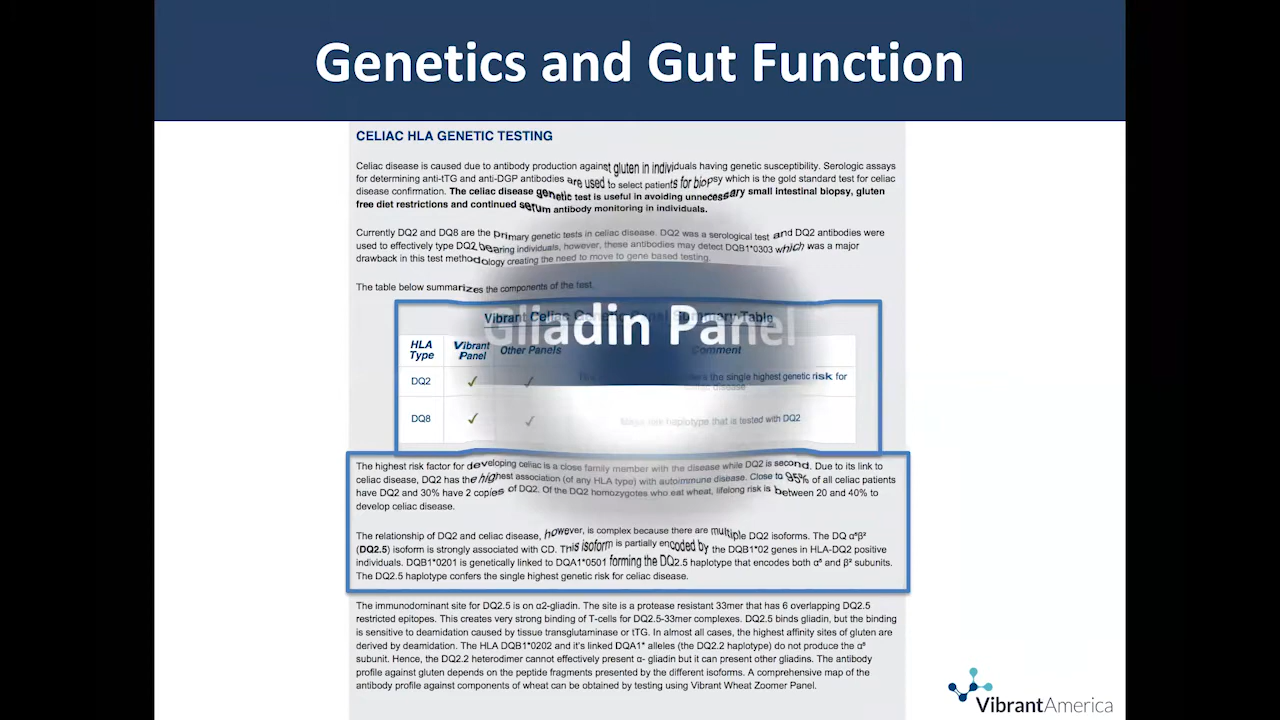 Genetics and Gut Function
CELIAC HLA GENETIC TESTING
Celiac disease is caused due to antibody production against gluten in individuals having genetic susceptibility. Serologic assays
for determining anti-tTG and anti-DGP antibodies are used to select patients for biopsy which is the gold standard test for celiac
disease confirmation. The celiac disease genetic test is useful in avoiding unnecessary small intestinal biopsy, gluten
free diet restrictions and continued serum antibody monitoring in individuals.
Currently DQ2 and DQ8 are the primary genetic tests in celiac disease. DQ2 was a serological test and DQ2 antibodies were
used to effectively type DQ2 bearing individuals, however, these antibodies may detect DQB1*0303 which was a major
drawback in this test methodology creating the need to move to gene based testing.
The table below summarizes the components of the test.
Vibrant Celiac Genetic Panel Summary Table
Gliadin Panel
HLA Type Vibrant Panel Other Panels Comment
DQ2 ✓ ✓ the single highest genetic risk for
celiac disease
DQ8 ✓ ✓ Major risk haplotype that is tested with DQ2
The highest risk factor for developing celiac is a close family member with the disease while DQ2 is second. Due to its link to
celiac disease, DQ2 has the highest association (of any HLA type) with autoimmune disease. Close to 95% of all celiac patients
have DQ2 and 30% have 2 copies of DQ2. Of the DQ2 homozygotes who eat wheat, lifelong risk is between 20 and 40% to
develop celiac disease.
The relationship of DQ2 and celiac disease, however, is complex because there are multiple DQ2 isoforms. The DQ α⁵β²
(DQ2.5) isoform is strongly associated with CD. This isoform is partially encoded by the DQB1*02 genes in HLA-DQ2 positive
individuals. DQB1*0201 is genetically linked to DQA1*0501 forming the DQ2.5 haplotype that encodes both α⁵ and β² subunits.
The DQ2.5 haplotype confers the single highest genetic risk for celiac disease.
The immunodominant site for DQ2.5 is on α2-gliadin. The site is a protease resistant 33mer that has 6 overlapping DQ2.5
restricted epitopes. This creates very strong binding of T-cells for DQ2.5-33mer complexes. DQ2.5 binds gliadin, but the binding
is sensitive to deamidation caused by tissue transglutaminase or tTG. In almost all cases, the highest affinity sites of gluten are
derived by deamidation. The HLA DQB1*0202 and it's linked DQA1* alleles (the DQ2.2 haplotype) do not produce the α⁵
subunit. Hence, the DQ2.2 heterodimer cannot effectively present α- gliadin but it can present other gliadins. The antibody
profile against gluten depends on the peptide fragments presented by the different isoforms. A comprehensive map of the
antibody profile against components of wheat can be obtained by testing using Vibrant Wheat Zoomer Panel.
VibrantAmerica